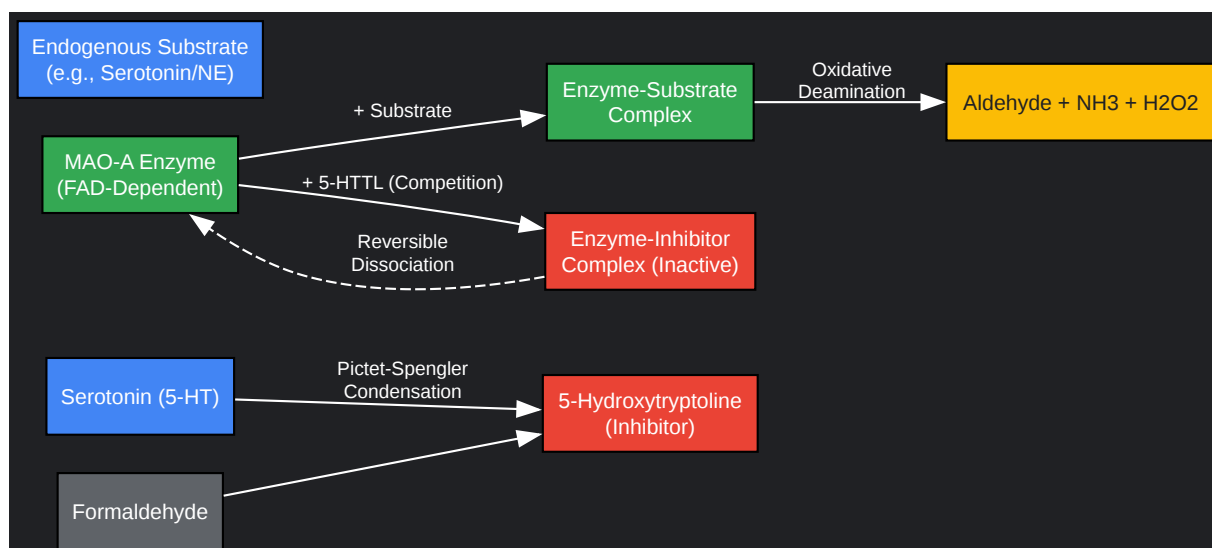 Endogenous Substrate
(e.g., Serotonin/NE)
MAO-A Enzyme
(FAD-Dependent)
+ Substrate
+ 5-HTTL (Competition)
Reversible
Dissociation
Enzyme-Substrate
Complex
Enzyme-Inhibitor
Complex (Inactive)
Oxidative
Deamination
Aldehyde + NH3 + H2O2
Serotonin (5-HT)
Pictet-Spengler
Condensation
5-Hydroxytryptoline
(Inhibitor)
Formaldehyde